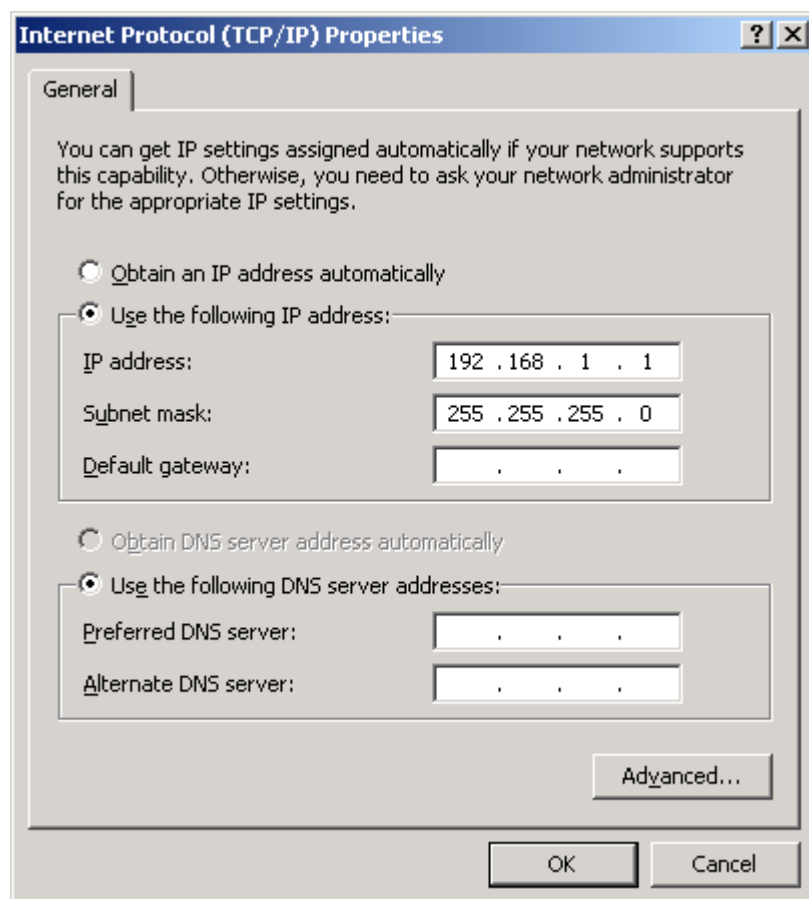 Internet Protocol (TCP/IP) Properties
General
You can get IP settings assigned automatically if your network supports
this capability. Otherwise, you need to ask your network administrator
for the appropriate IP settings.
Obtain an IP address automatically
Use the following IP address:
IP address: 192 . 168 . 1 . 1
Subnet mask: 255 . 255 . 255 . 0
Default gateway: . . .
Obtain DNS server address automatically
Use the following DNS server addresses:
Preferred DNS server: . . .
Alternate DNS server: . . .
Advanced...
OK Cancel